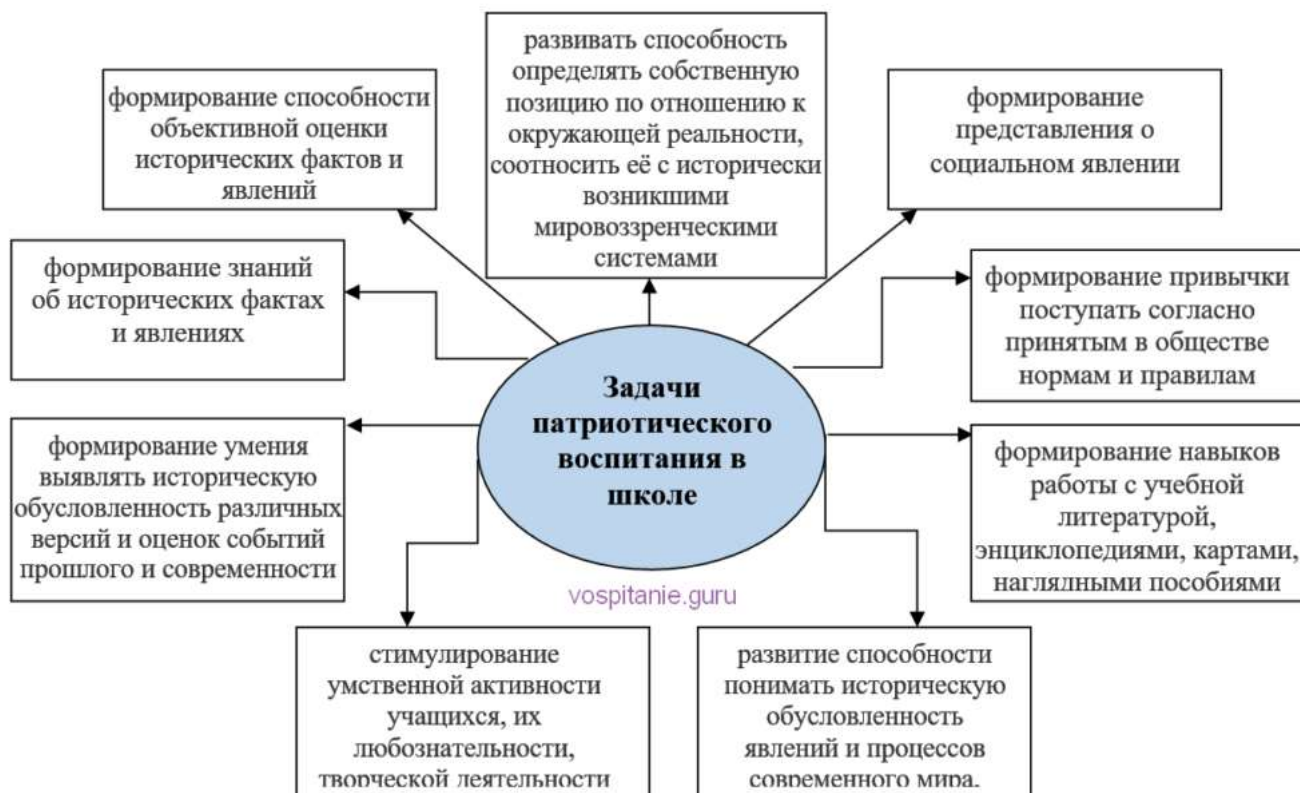 развивать способность
определять собственную
позицию по отношению к
окружающей реальности,
соотносить её с исторически
возникшими
мировоззренческими
системами
формирование способности
объективной оценки
исторических фактов и
явлений
формирование
представления о
социальном явлении
формирование знаний
об исторических фактах
и явлениях
формирование привычки
поступать согласно
принятым в обществе
нормам и правилам
Задачи
патриотического
воспитания в
школе
формирование умения
выявлять историческую
обусловленность различных
версий и оценок событий
прошлого и современности
формирование навыков
работы с учебной
литературой,
энциклопедиями, картами,
наглядными пособиями
vospitanie.guru
стимулирование
умственной активности
учащихся, их
любознательности,
творческой деятельности
развитие способности
понимать историческую
обусловленность
явлений и процессов
современного мира.